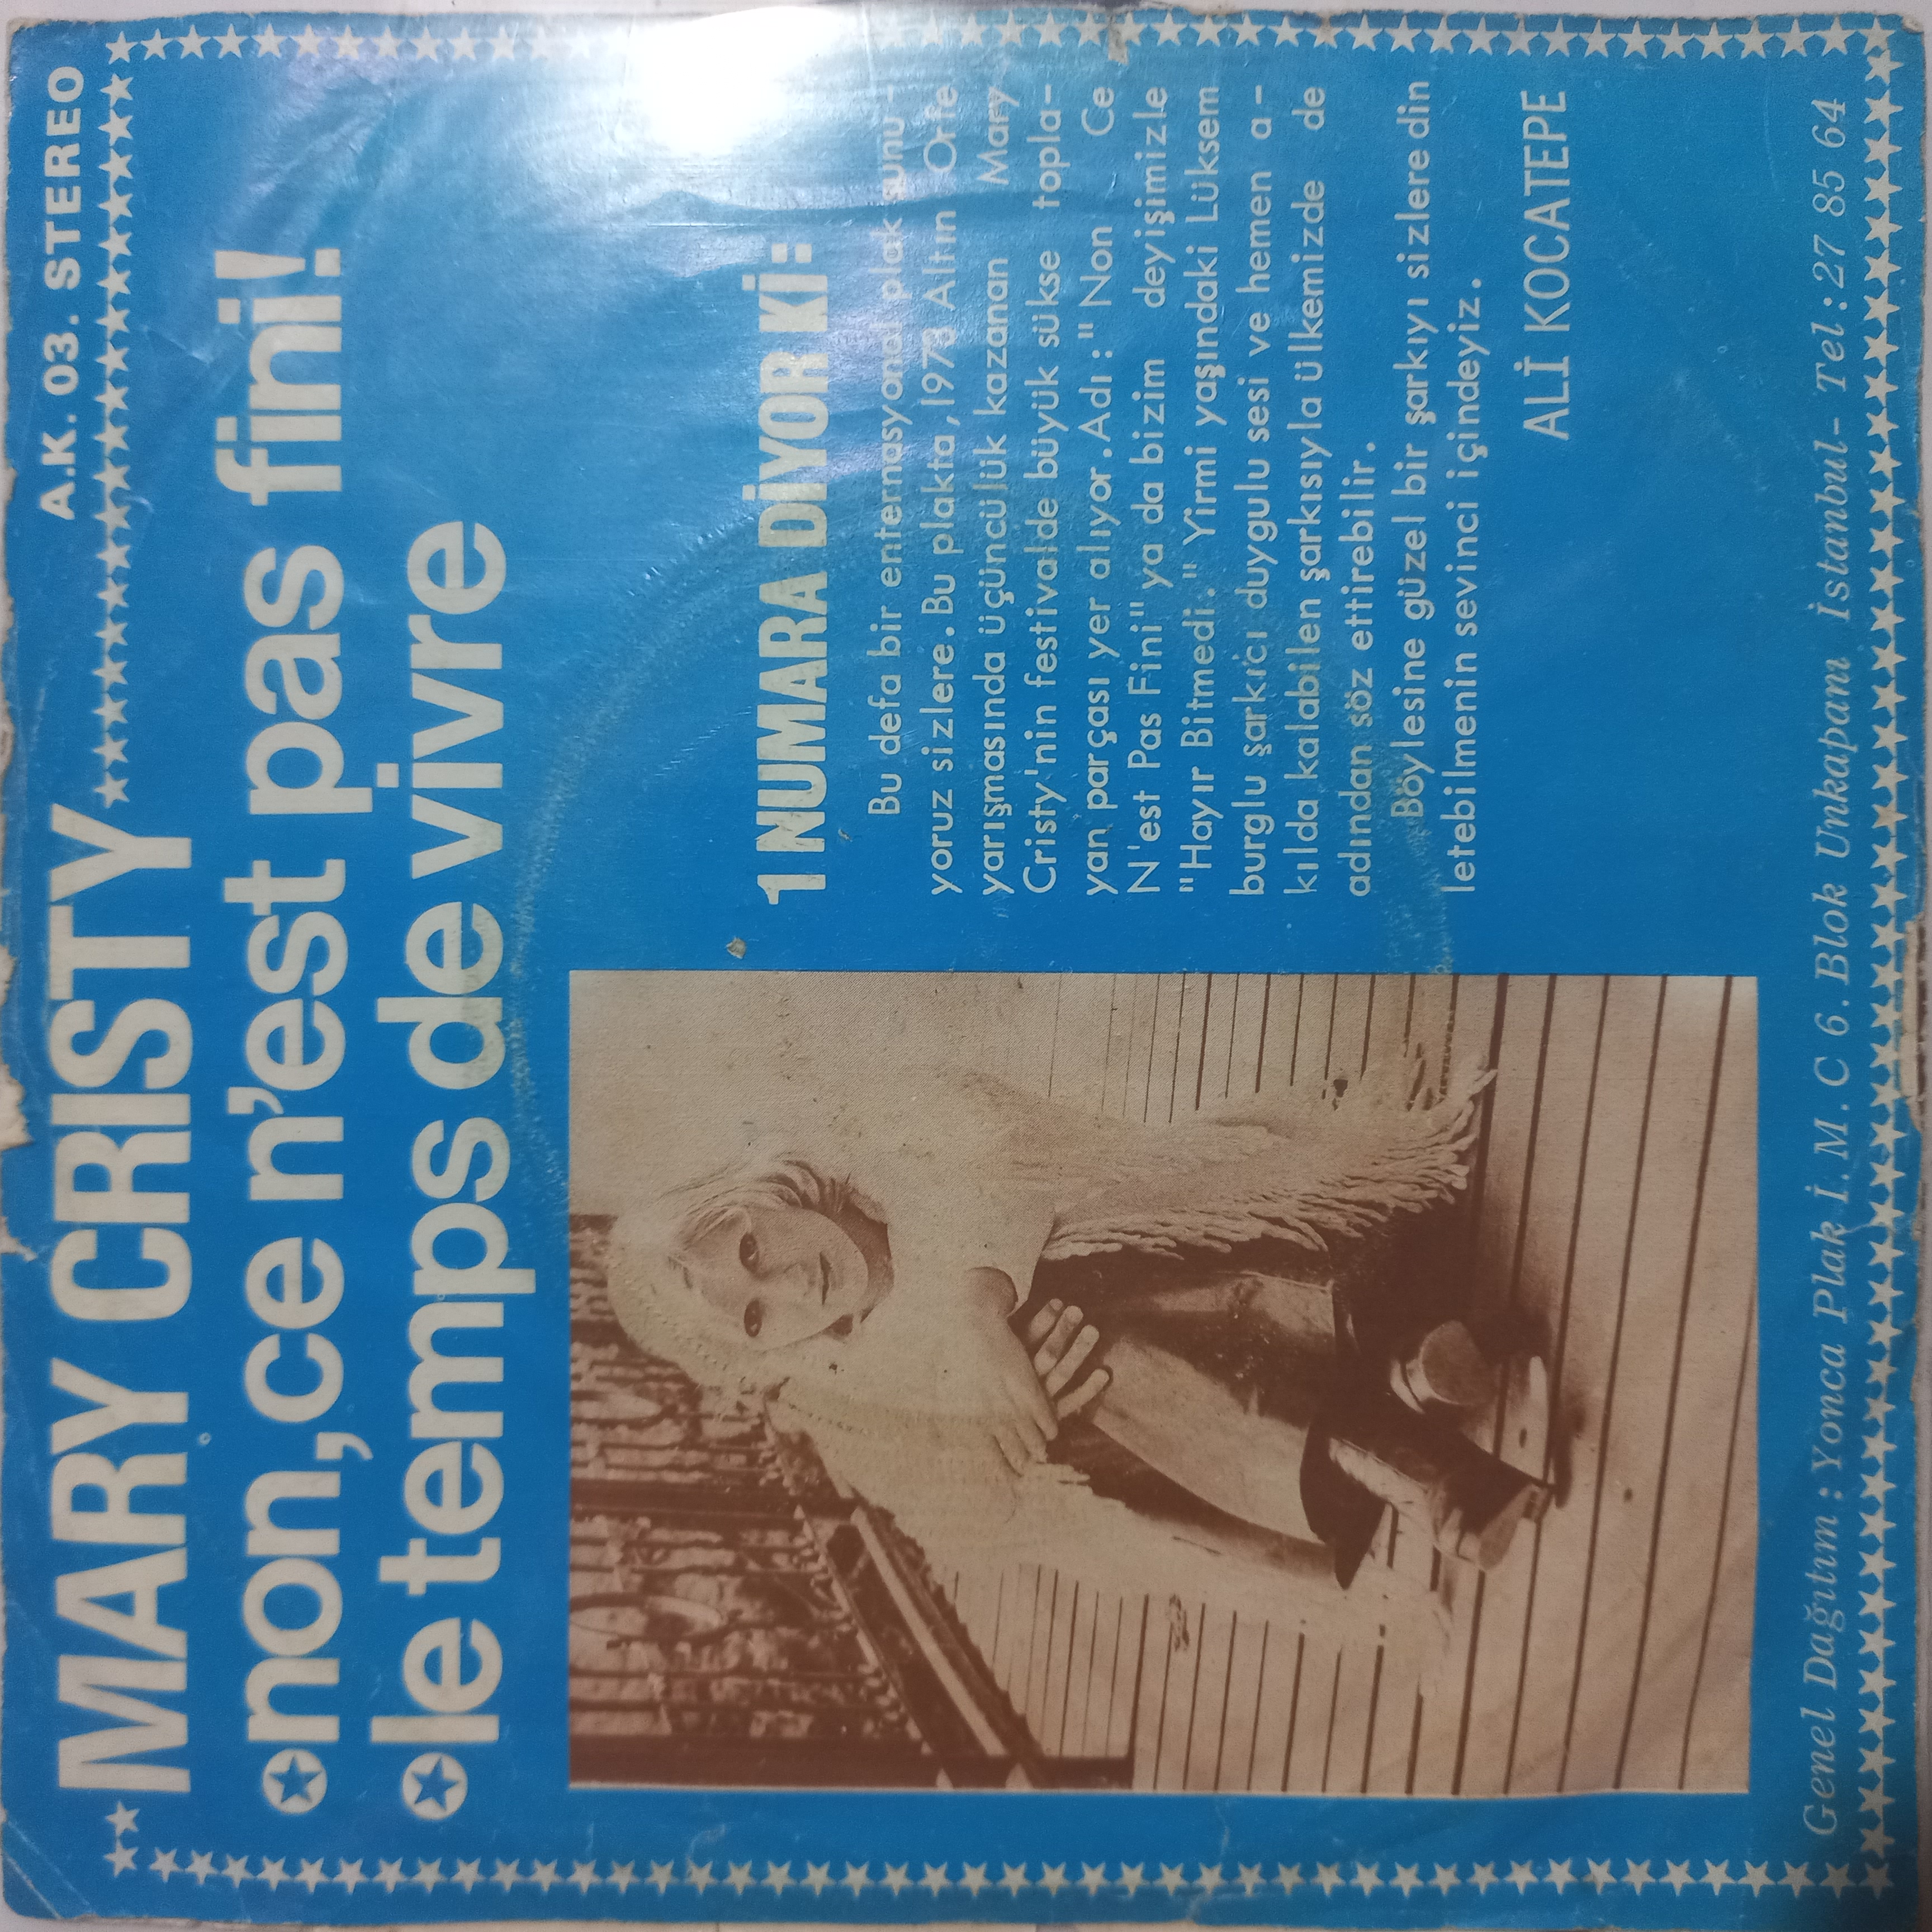 A.K. 03. STEREO
MARY CRISTY
non,ce n'est pas fini!
le temps de vivre
1 NUMARA DİYOR Kİ:
Bu defa bir enternasyonal plak sunu-
yoruz sizlere. Bu plakta, 1973 Altın Orfe
yarışmasında üçüncülük kazanan Mary
Cristy'nin festivalde büyük sükse topla-
yan parçası yer alıyor. Adı: " Non Ce
N'est Pas Fini" ya da bizim deyişimizle
"Hayır Bitmedi." Yirmi yaşındaki Lüksem
burglu şarkıcı duygulu sesi ve hemen a-
kılda kalabilen şarkısıyla ülkemizde de
adından söz ettirebilir.
Böylesine güzel bir şarkıyı sizlere din
letebilmenin sevinci içindeyiz.
ALİ KOCATEPE
Genel Dağıtım : Yonca Plak İ.M.C 6.Blok Unkapanı İstanbul- Tel :27 85 64